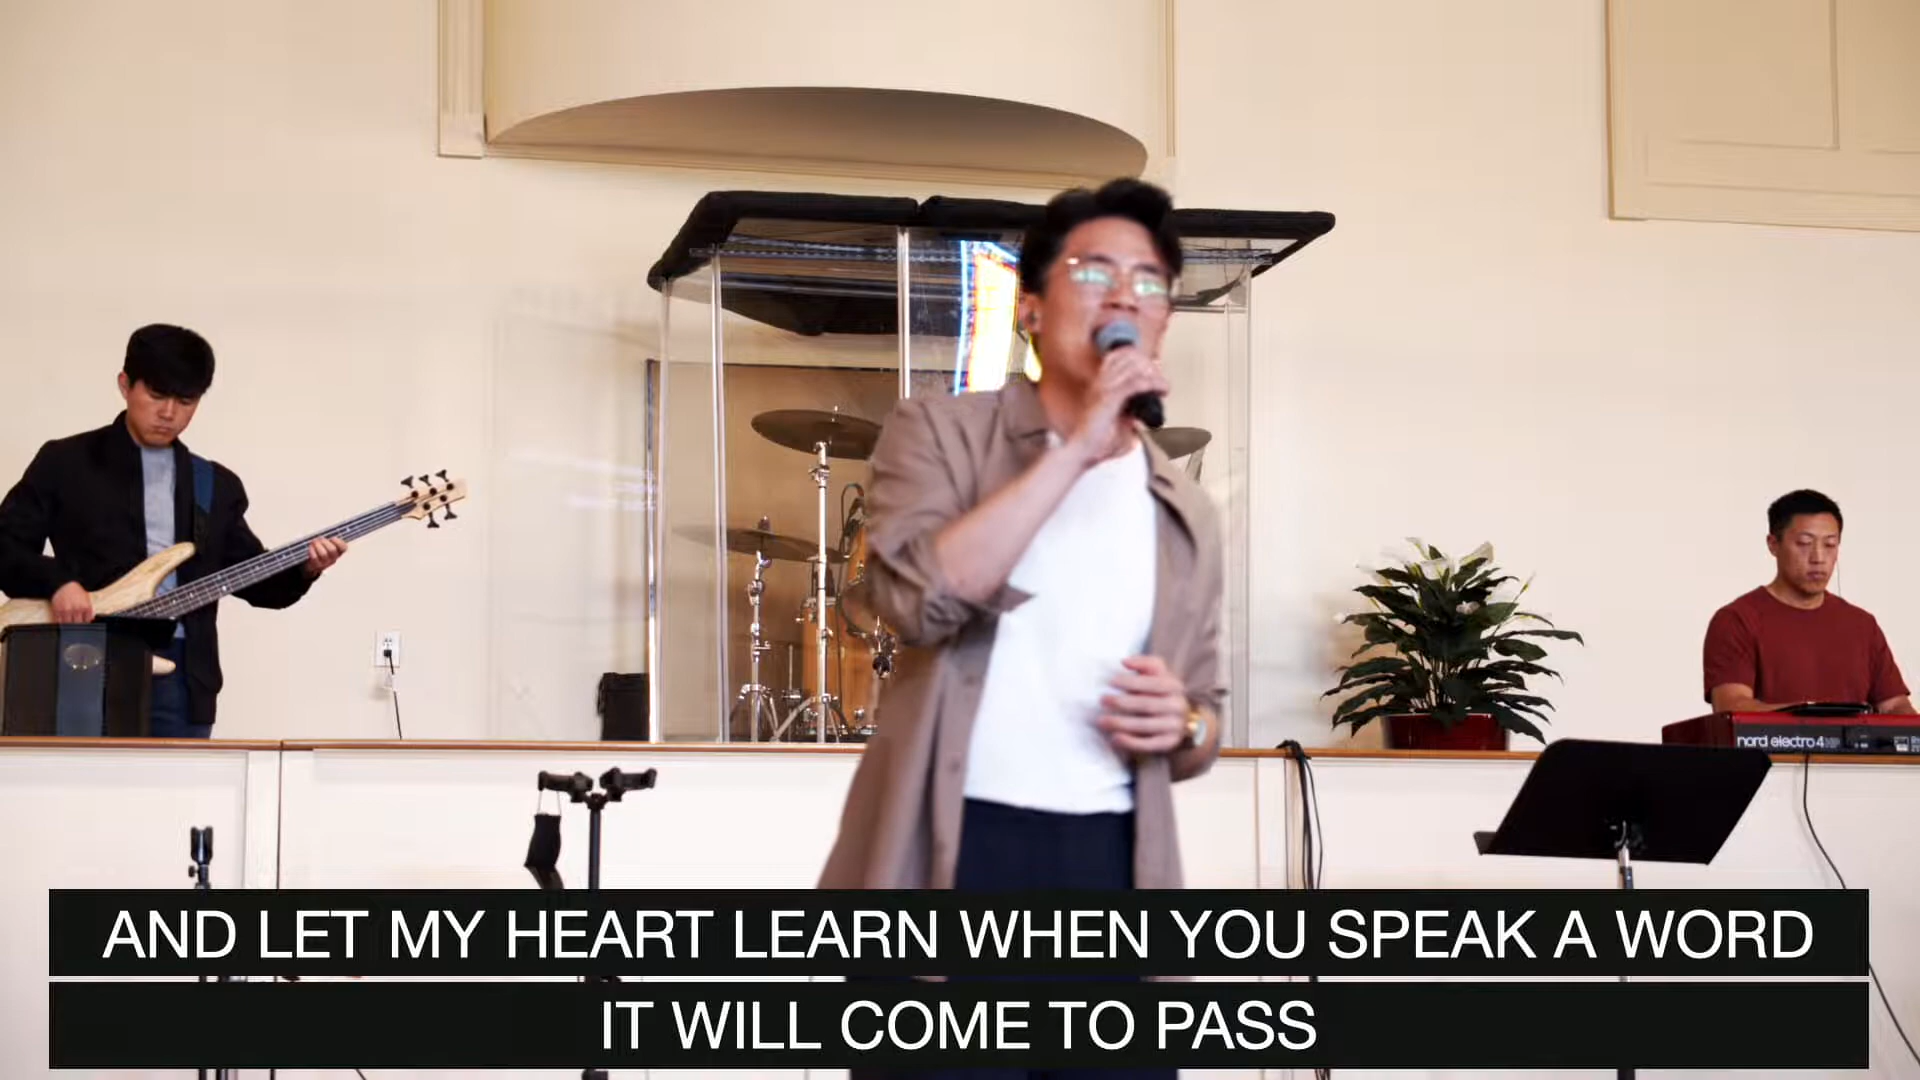 nord electro 4
AND LET MY HEART LEARN WHEN YOU SPEAK A WORD
IT WILL COME TO PASS